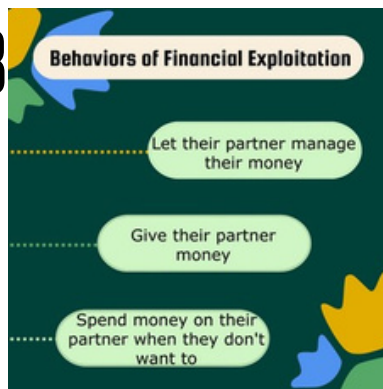 Behaviors of Financial Exploitation
Let their partner manage
their money
Give their partner
money
Spend money on their
partner when they don't
want to